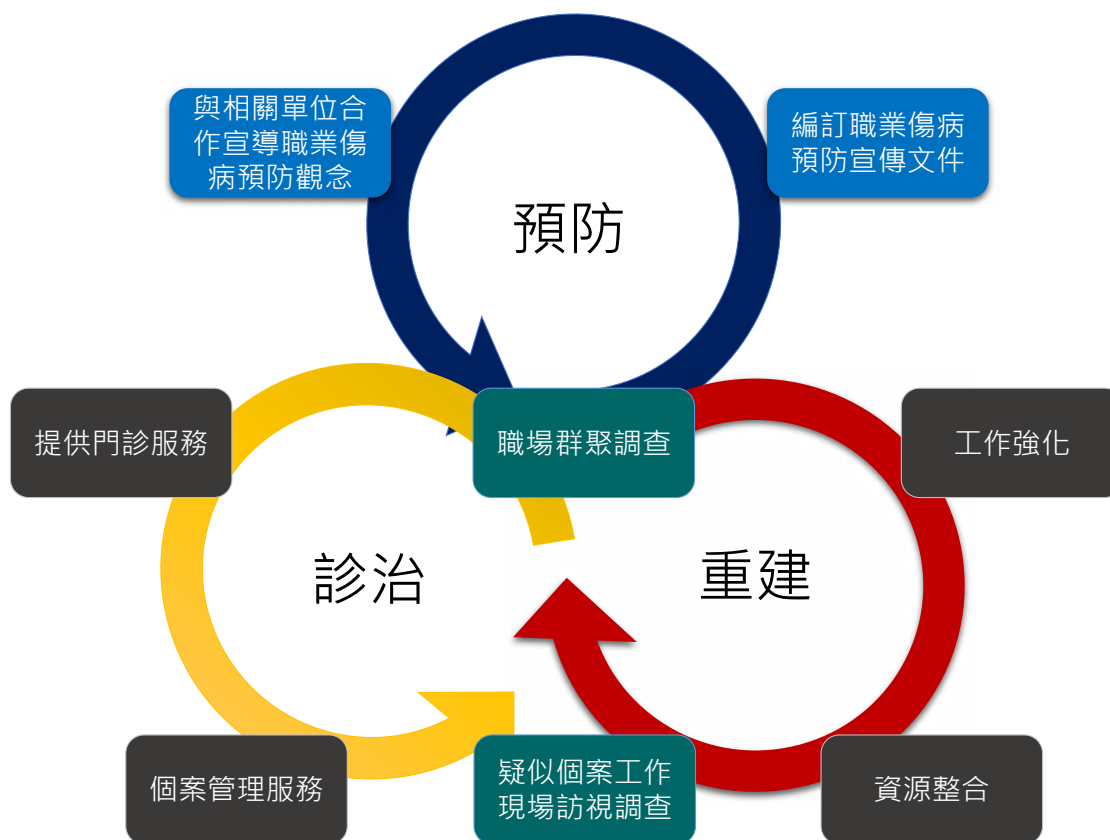 與相關單位合
作宣導職業傷
病預防觀念
編訂職業傷病
預防宣傳文件
預防
提供門診服務
職場群聚調查
工作強化
診治
重建
個案管理服務
疑似個案工作
現場訪視調查
資源整合